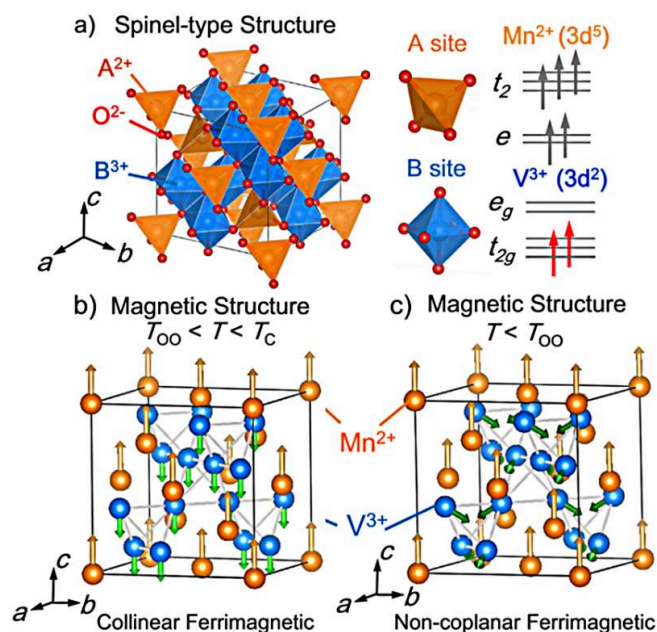 a) Spinel-type Structure
A²⁺
O²⁻
B³⁺
c
a
b
A site
Mn²⁺ (3d⁵)
t₂
e
B site
V³⁺ (3d²)
e_g
t_2g
b) Magnetic Structure
T_OO < T < T_C
c) Magnetic Structure
T < T_OO
Mn²⁺
V³⁺
c
a
b
Collinear Ferrimagnetic
c
a
b
Non-coplanar Ferrimagnetic